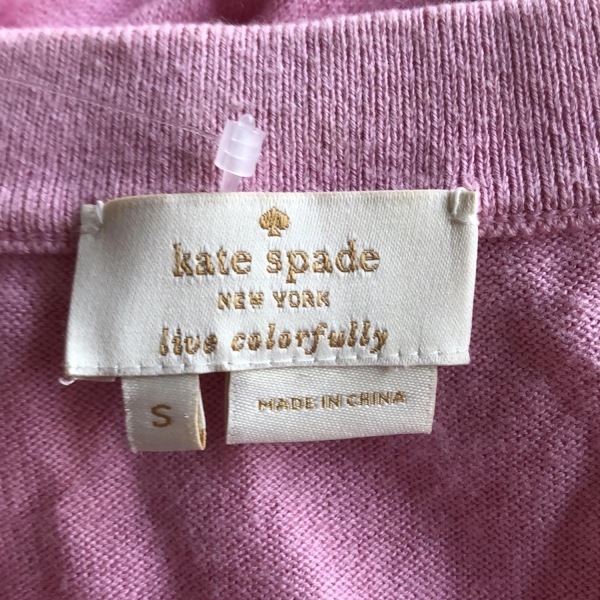 kate spade
NEW YORK
live colorfully
S
MADE IN CHINA